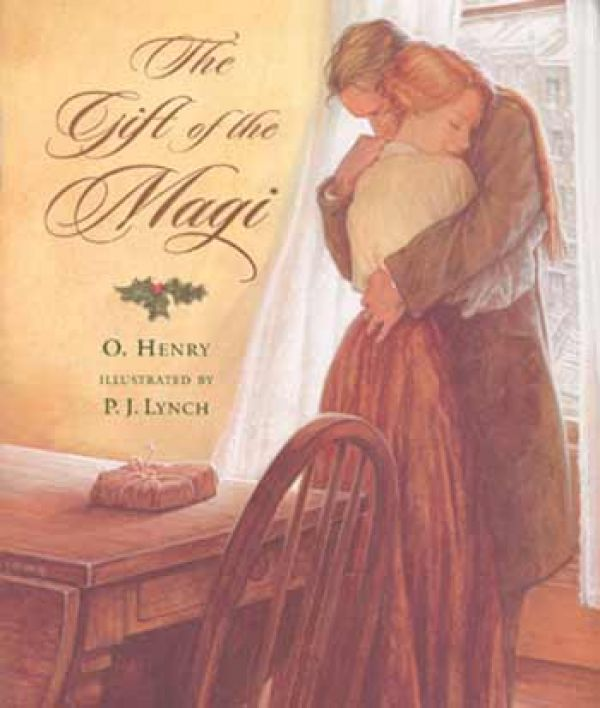 The
Gift of the
Magi
O. Henry
illustrated by
P. J. Lynch